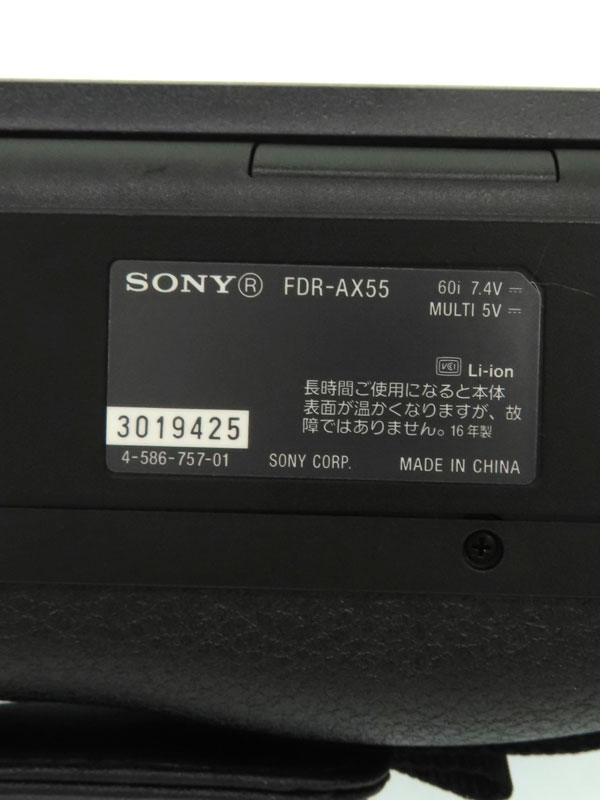 SONY® FDR-AX55 60i 7.4V ⎓
MULTI 5V ⎓
VCI Li-ion
長時間ご使用になると本体
表面が温かくなりますが、故
障ではありません。16年製
3019425
4-586-757-01 SONY CORP. MADE IN CHINA